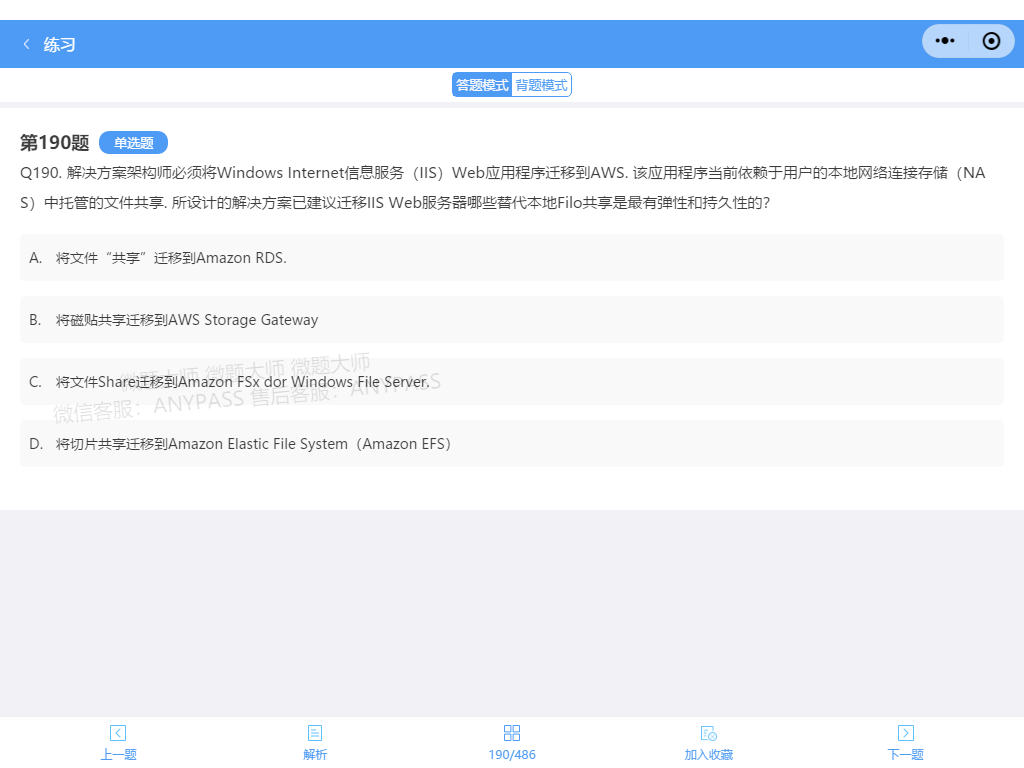 练习
答题模式 背题模式
第190题 单选题
Q190. 解决方案架构师必须将Windows Internet信息服务（IIS）Web应用程序迁移到AWS. 该应用程序当前依赖于用户的本地网络连接存储（NA
S）中托管的文件共享. 所设计的解决方案已建议迁移IIS Web服务器哪些替代本地Filo共享是最有弹性和持久性的?
A. 将文件“共享”迁移到Amazon RDS.
B. 将磁贴共享迁移到AWS Storage Gateway
微题大师 微题大师 微题大师
C. 将文件Share迁移到Amazon FSx dor Windows File Server.
微信客服：ANYPASS 售后客服：ANYPASS
D. 将切片共享迁移到Amazon Elastic File System（Amazon EFS）
上一题 解析 190/486 加入收藏 下一题